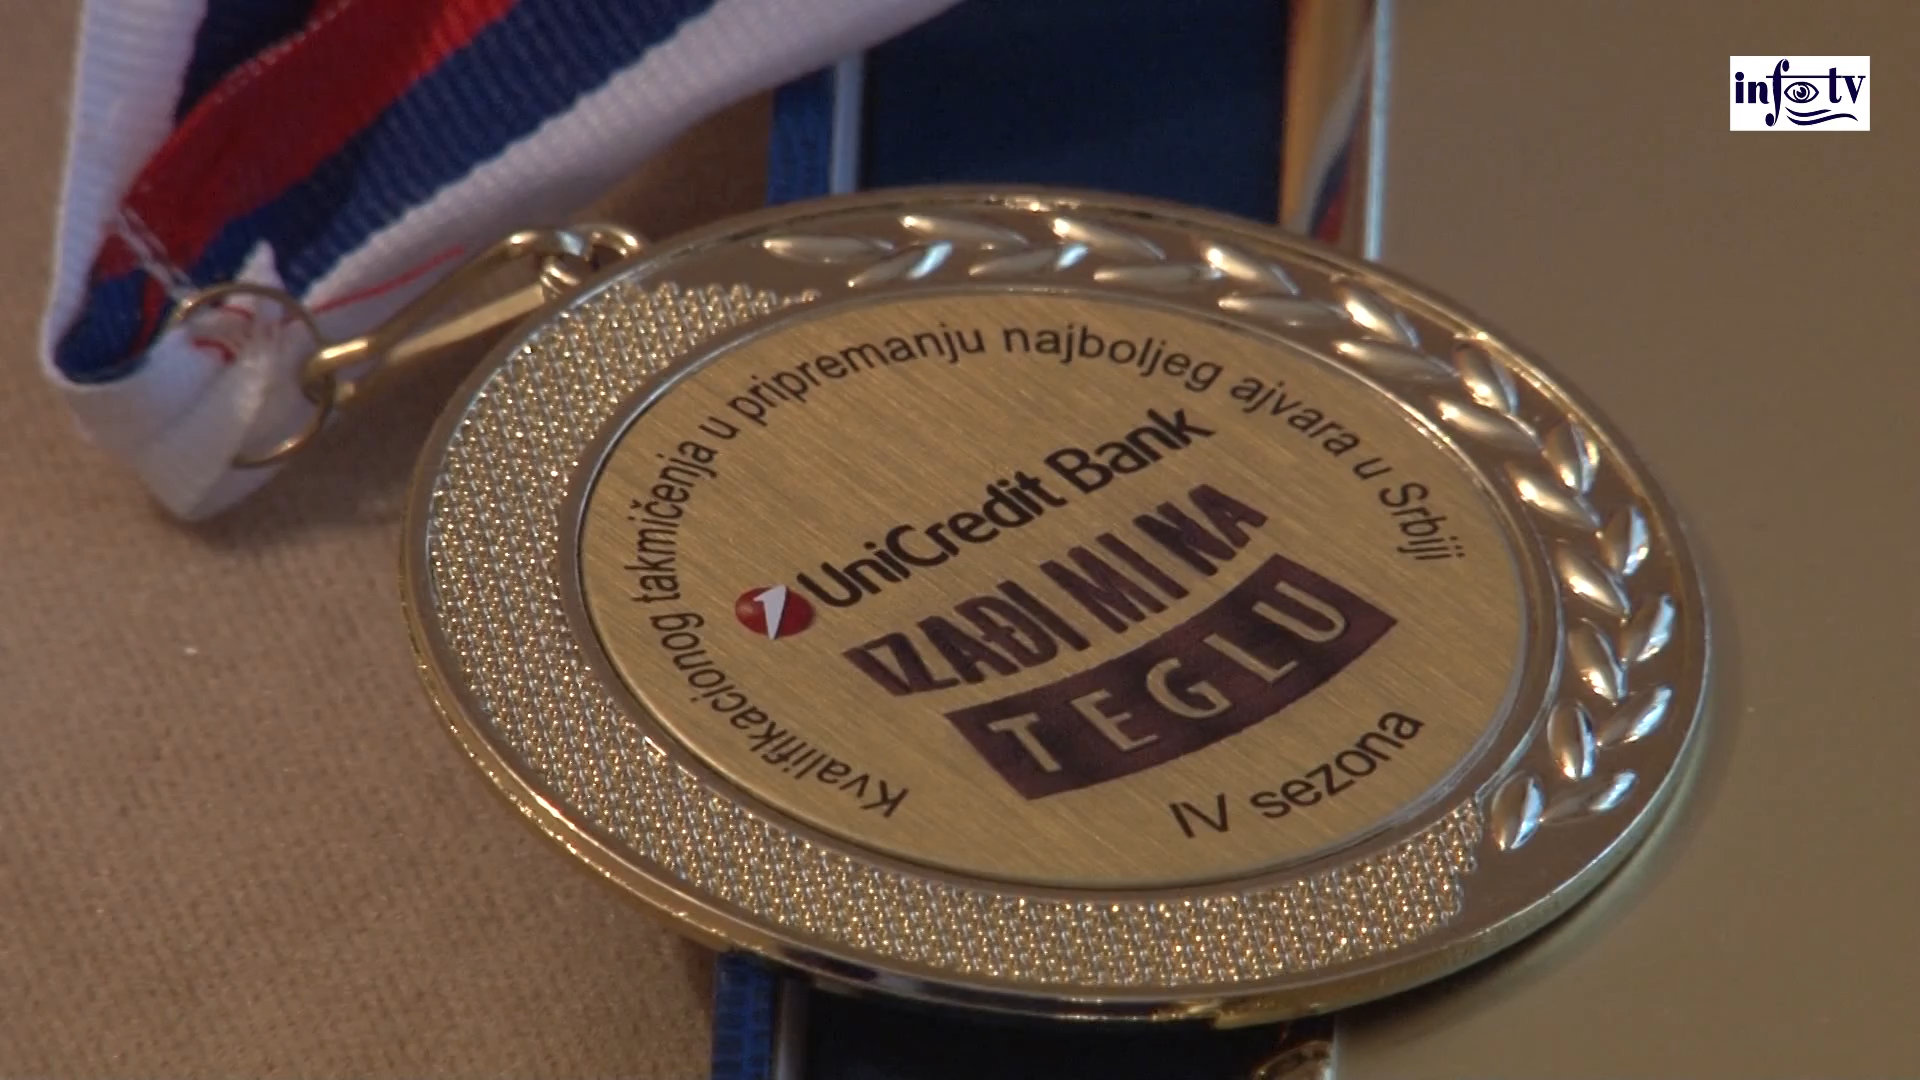 info tv
Kvalifikacionog takmičenja u pripremanju najboljeg ajvara u Srbiji
UniCredit Bank
IZAĐI MI NA
TEGLU
IV sezona